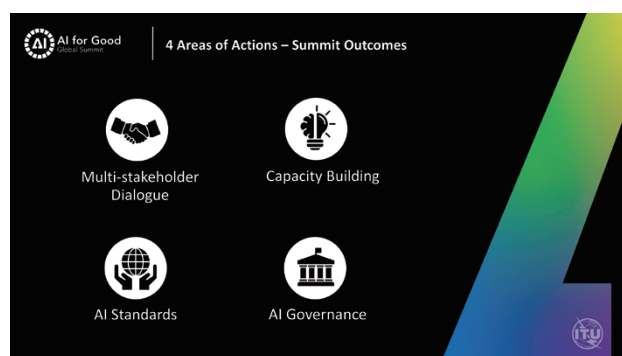 AI
AI for Good
Global Summit
4 Areas of Actions – Summit Outcomes
Multi-stakeholder
Dialogue
Capacity Building
AI Standards
AI Governance
ITU